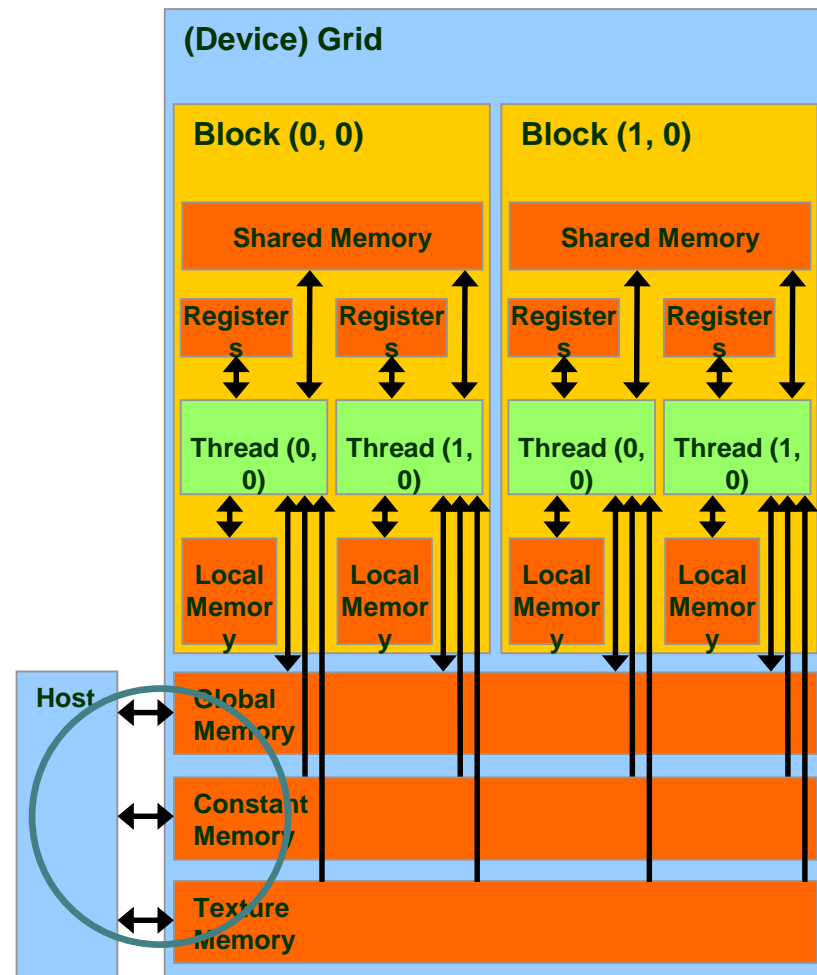 (Device) Grid
Block (0, 0)
Block (1, 0)
Shared Memory
Shared Memory
Register
s
Register
s
Register
s
Register
s
Thread (0,
0)
Thread (1,
0)
Thread (0,
0)
Thread (1,
0)
Local
Memor
y
Local
Memor
y
Local
Memor
y
Local
Memor
y
Host
Global
Memory
Constant
Memory
Texture
Memory